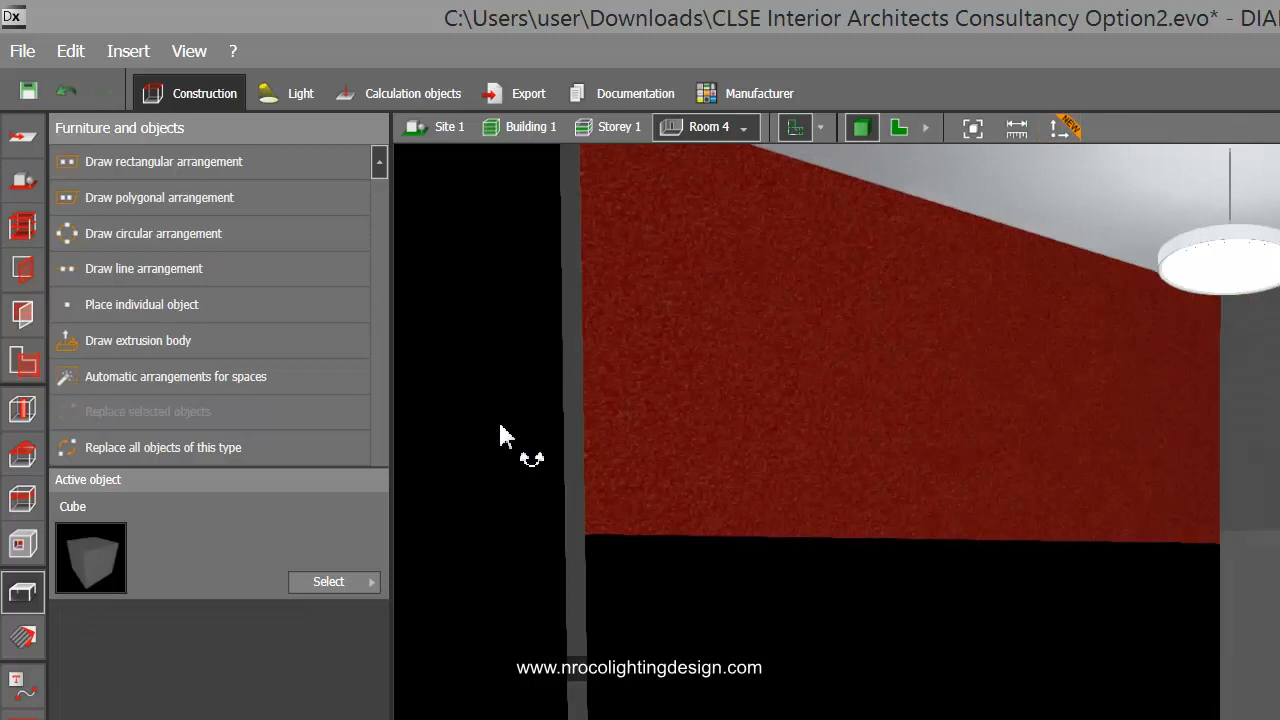 Dx
C:\Users\user\Downloads\CLSE Interior Architects Consultancy Option2.evo* - DIA
File Edit Insert View ?
Construction Light Calculation objects Export Documentation Manufacturer
Furniture and objects
Site 1 Building 1 Storey 1 Room 4
NEW
Draw rectangular arrangement
Draw polygonal arrangement
Draw circular arrangement
Draw line arrangement
Place individual object
Draw extrusion body
Automatic arrangements for spaces
Replace selected objects
Replace all objects of this type
Active object
Cube
Select
T
www.nrocolightingdesign.com